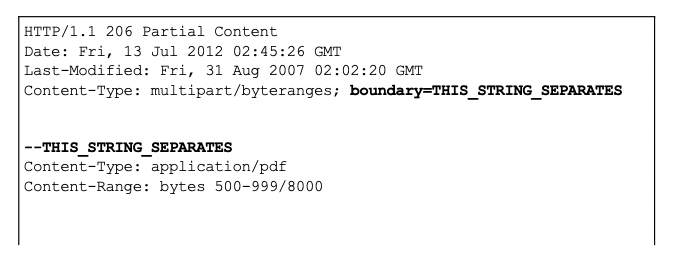 HTTP/1.1 206 Partial Content
Date: Fri, 13 Jul 2012 02:45:26 GMT
Last-Modified: Fri, 31 Aug 2007 02:02:20 GMT
Content-Type: multipart/byteranges; boundary=THIS_STRING_SEPARATES
--THIS_STRING_SEPARATES
Content-Type: application/pdf
Content-Range: bytes 500-999/8000